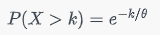 P(X > k) = e^{-k/θ}